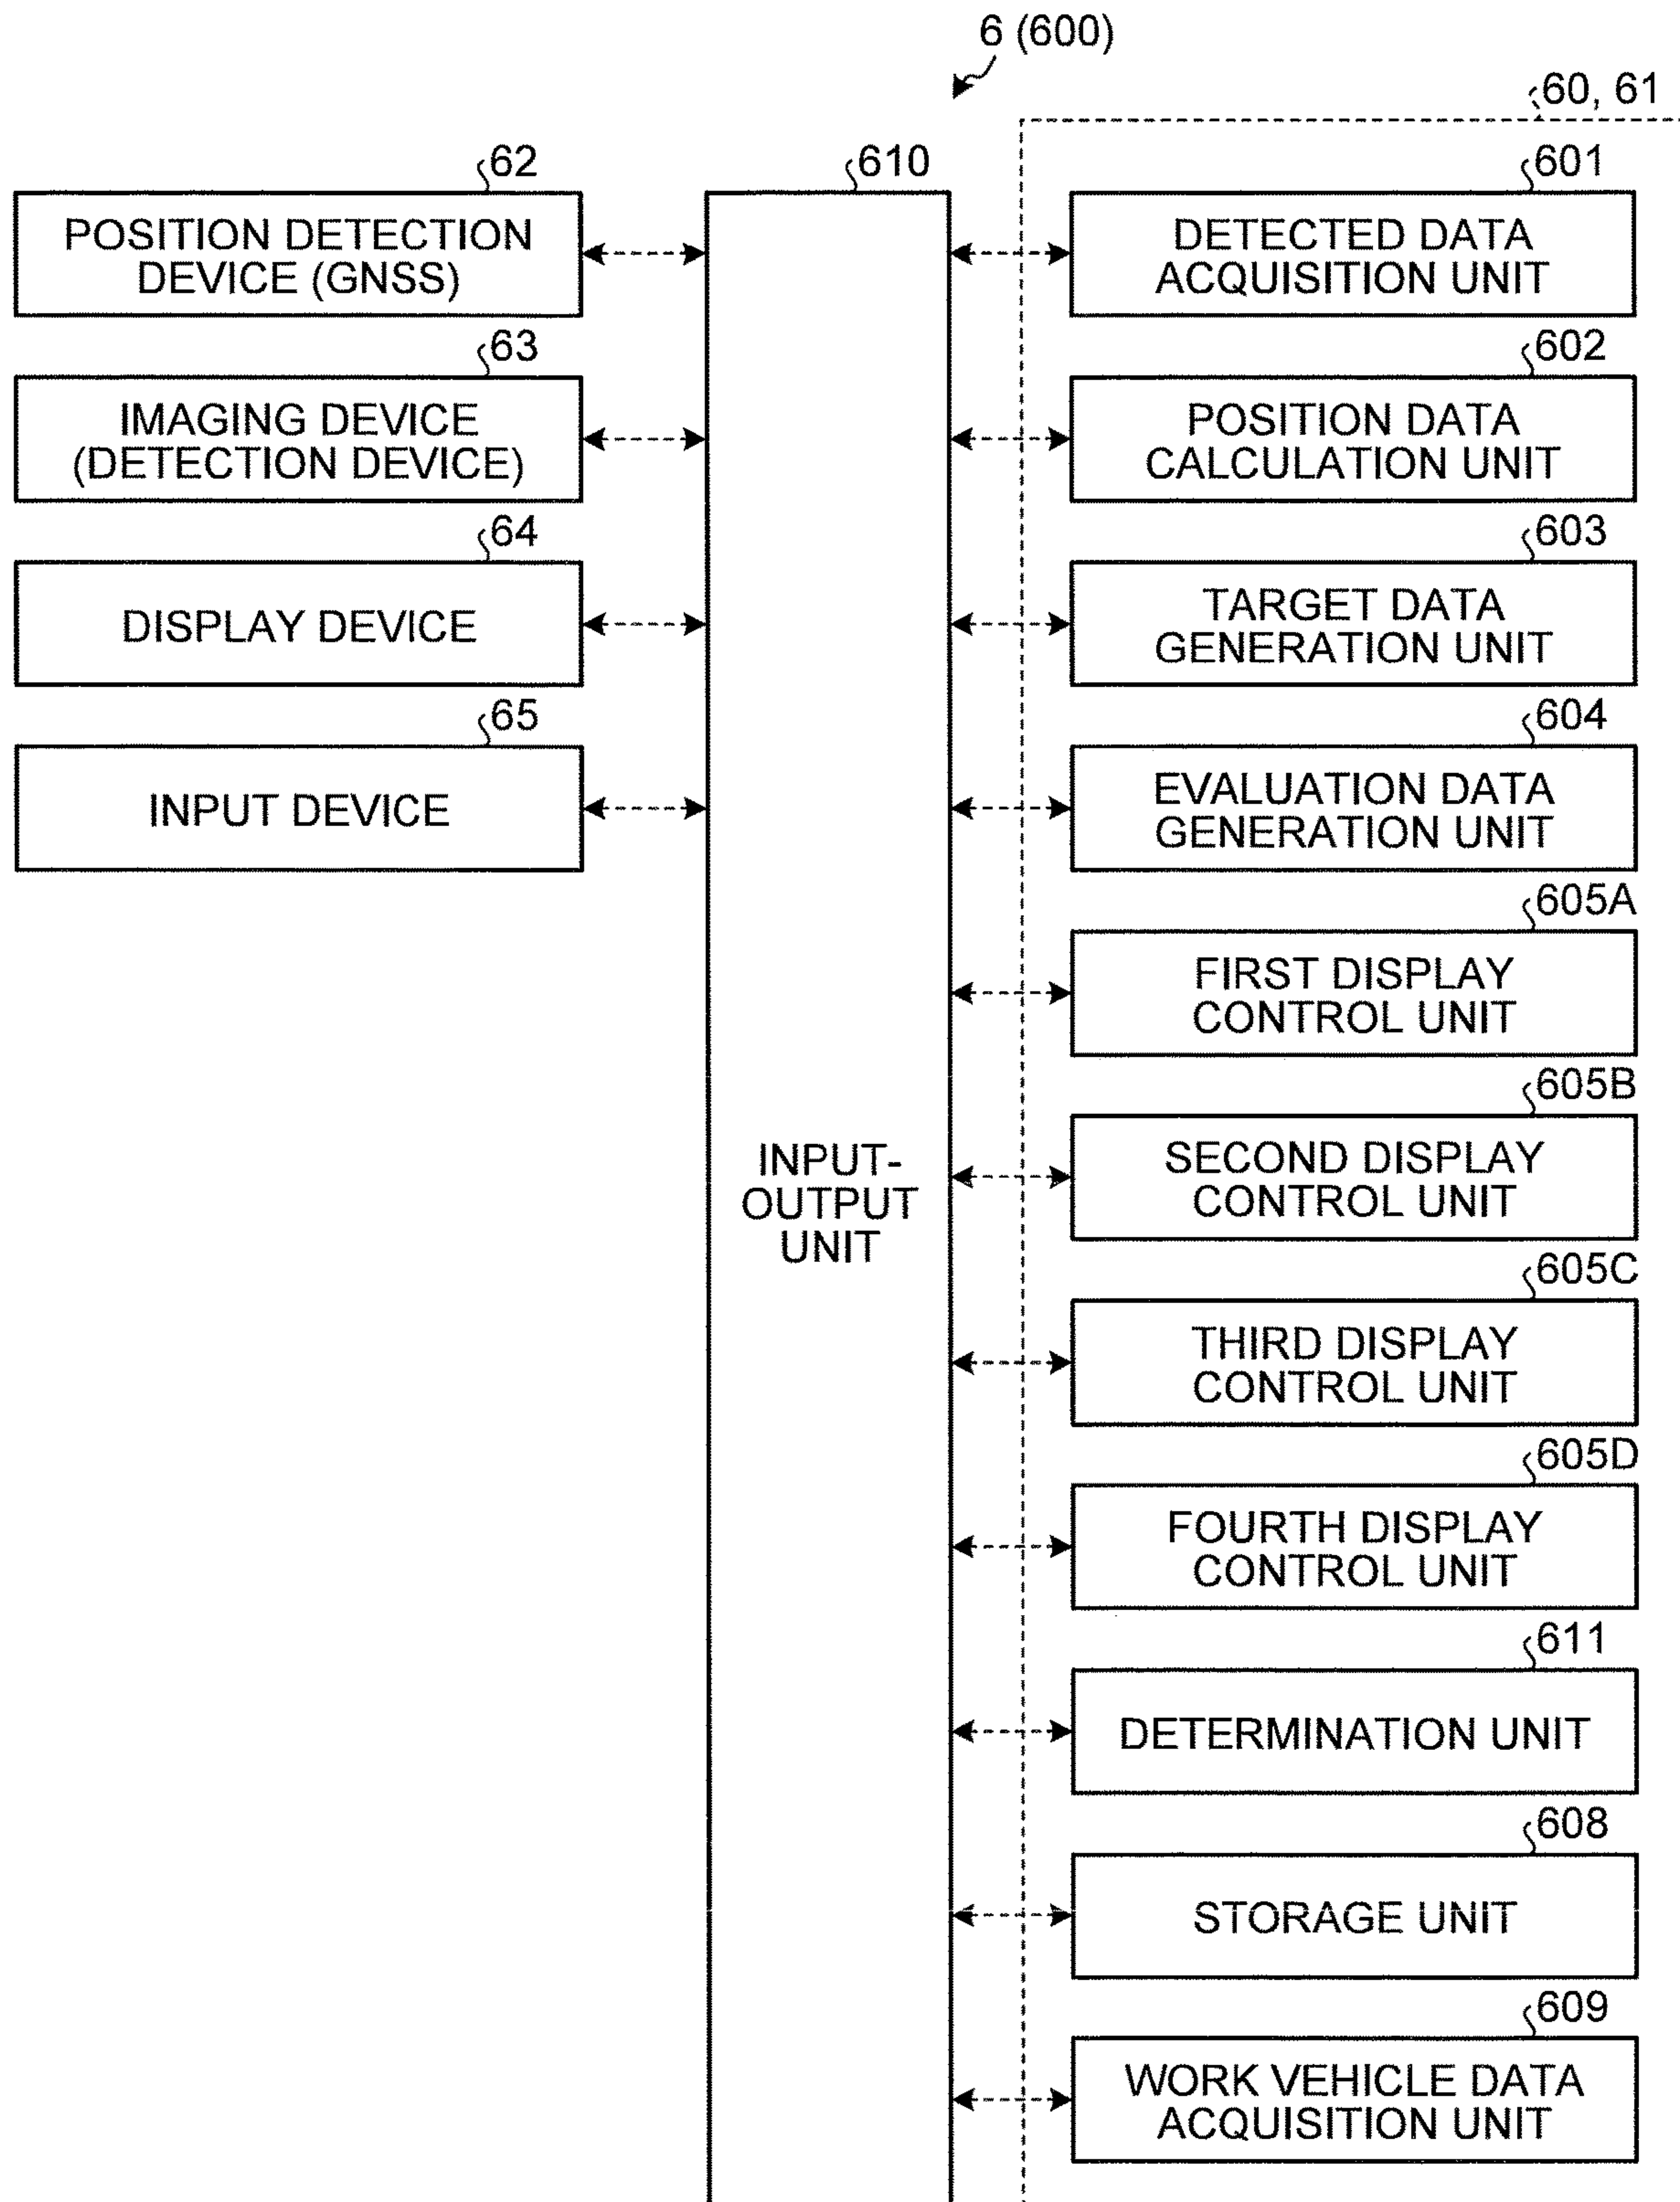 6 (600)
60, 61
62
POSITION DETECTION
DEVICE (GNSS)
63
IMAGING DEVICE
(DETECTION DEVICE)
64
DISPLAY DEVICE
65
INPUT DEVICE
610
INPUT-
OUTPUT
UNIT
601
DETECTED DATA
ACQUISITION UNIT
602
POSITION DATA
CALCULATION UNIT
603
TARGET DATA
GENERATION UNIT
604
EVALUATION DATA
GENERATION UNIT
605A
FIRST DISPLAY
CONTROL UNIT
605B
SECOND DISPLAY
CONTROL UNIT
605C
THIRD DISPLAY
CONTROL UNIT
605D
FOURTH DISPLAY
CONTROL UNIT
611
DETERMINATION UNIT
608
STORAGE UNIT
609
WORK VEHICLE DATA
ACQUISITION UNIT